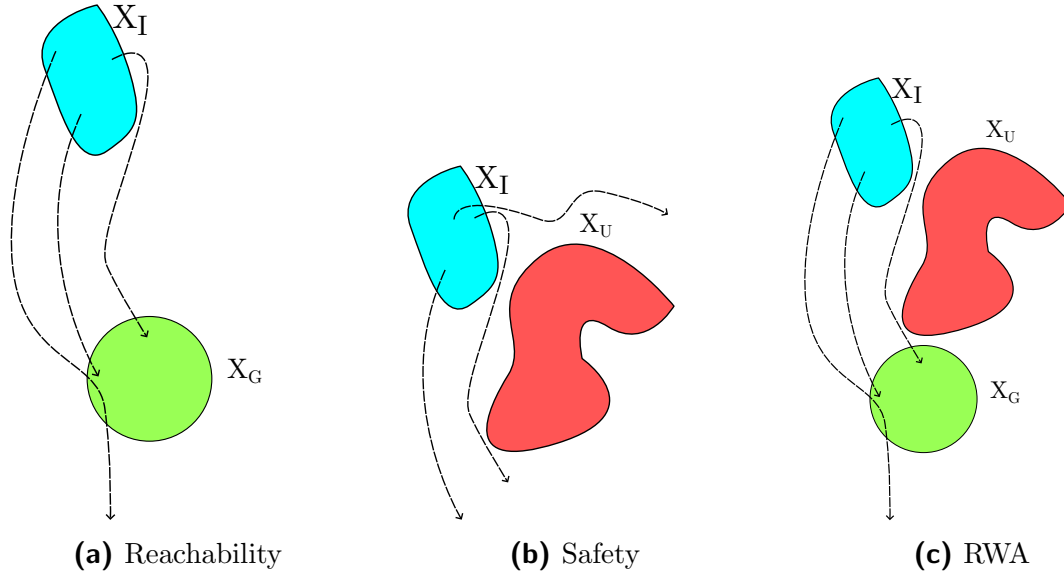 X_I
X_G
(a) Reachability
X_I
X_U
(b) Safety
X_I
X_U
X_G
(c) RWA